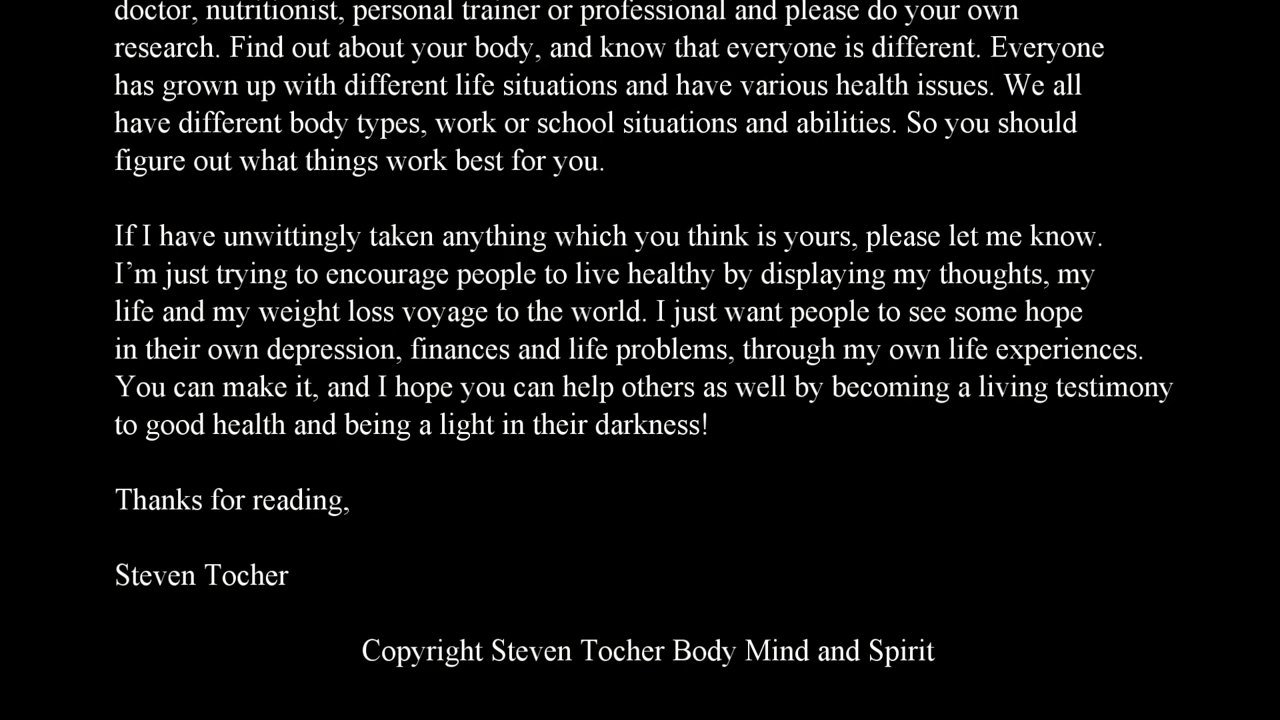 doctor, nutritionist, personal trainer or professional and please do your own
research. Find out about your body, and know that everyone is different. Everyone
has grown up with different life situations and have various health issues. We all
have different body types, work or school situations and abilities. So you should
figure out what things work best for you.
If I have unwittingly taken anything which you think is yours, please let me know.
I’m just trying to encourage people to live healthy by displaying my thoughts, my
life and my weight loss voyage to the world. I just want people to see some hope
in their own depression, finances and life problems, through my own life experiences.
You can make it, and I hope you can help others as well by becoming a living testimony
to good health and being a light in their darkness!
Thanks for reading,
Steven Tocher
Copyright Steven Tocher Body Mind and Spirit